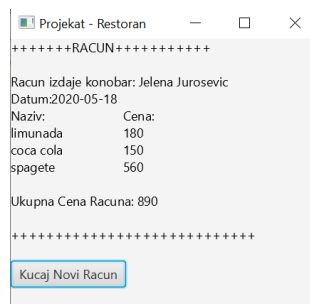 Projekat - Restoran
+++++++RACUN+++++++++++
Racun izdaje konobar: Jelena Jurosevic
Datum:2020-05-18
Naziv: Cena:
limunada 180
coca cola 150
spagete 560
Ukupna Cena Racuna: 890
++++++++++++++++++++++++++++
Kucaj Novi Racun